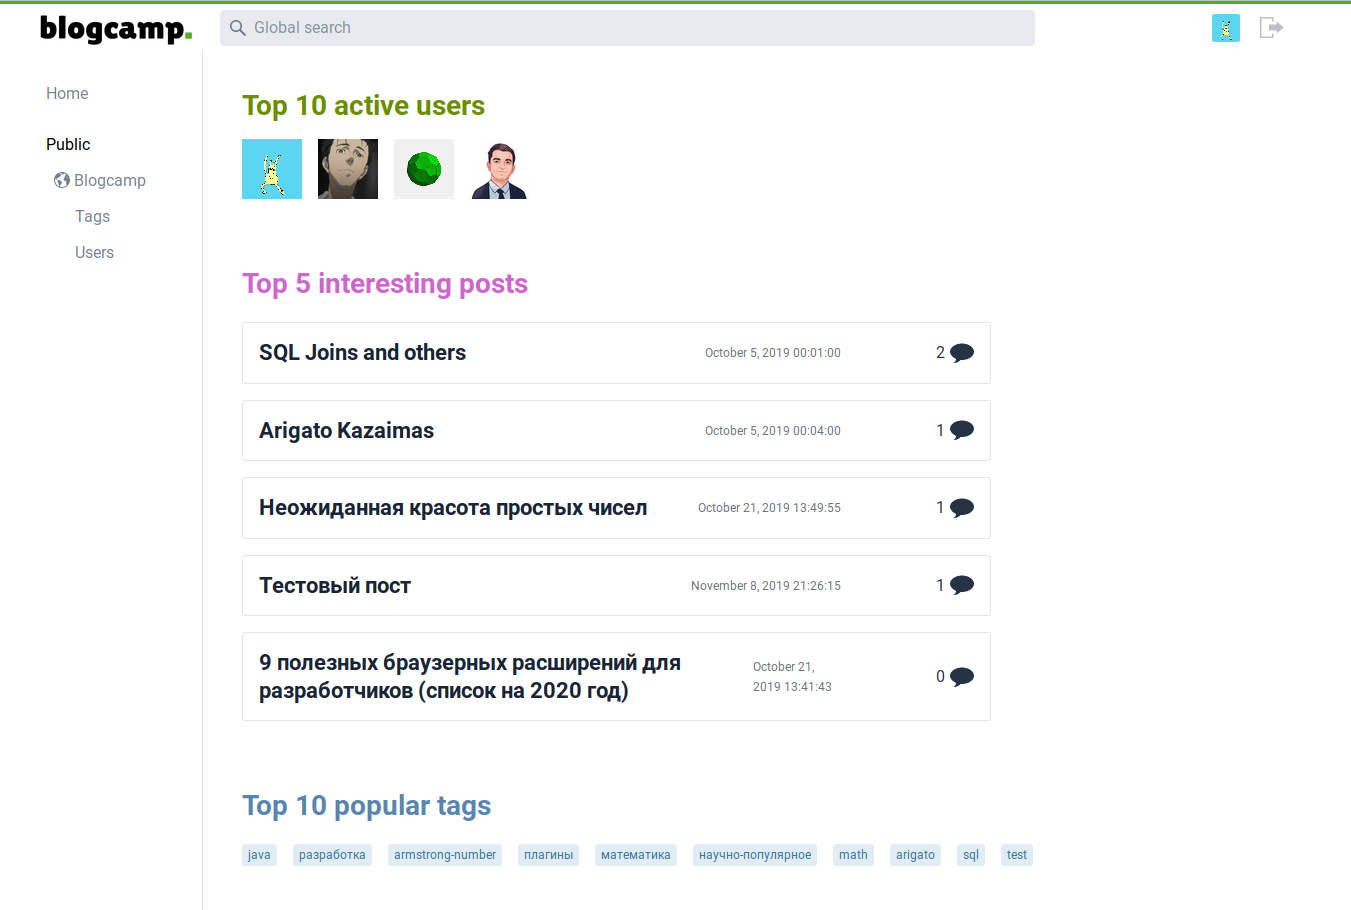 blogcamp.
Global search
Home
Public
Blogcamp
Tags
Users
Top 10 active users
Top 5 interesting posts
SQL Joins and others October 5, 2019 00:01:00 2
Arigato Kazaimas October 5, 2019 00:04:00 1
Неожиданная красота простых чисел October 21, 2019 13:49:55 1
Тестовый пост November 8, 2019 21:26:15 1
9 полезных браузерных расширений для
разработчиков (список на 2020 год)
October 21,
2019 13:41:43
0
Top 10 popular tags
java разработка armstrong-number плагины математика научно-популярное math arigato sql test